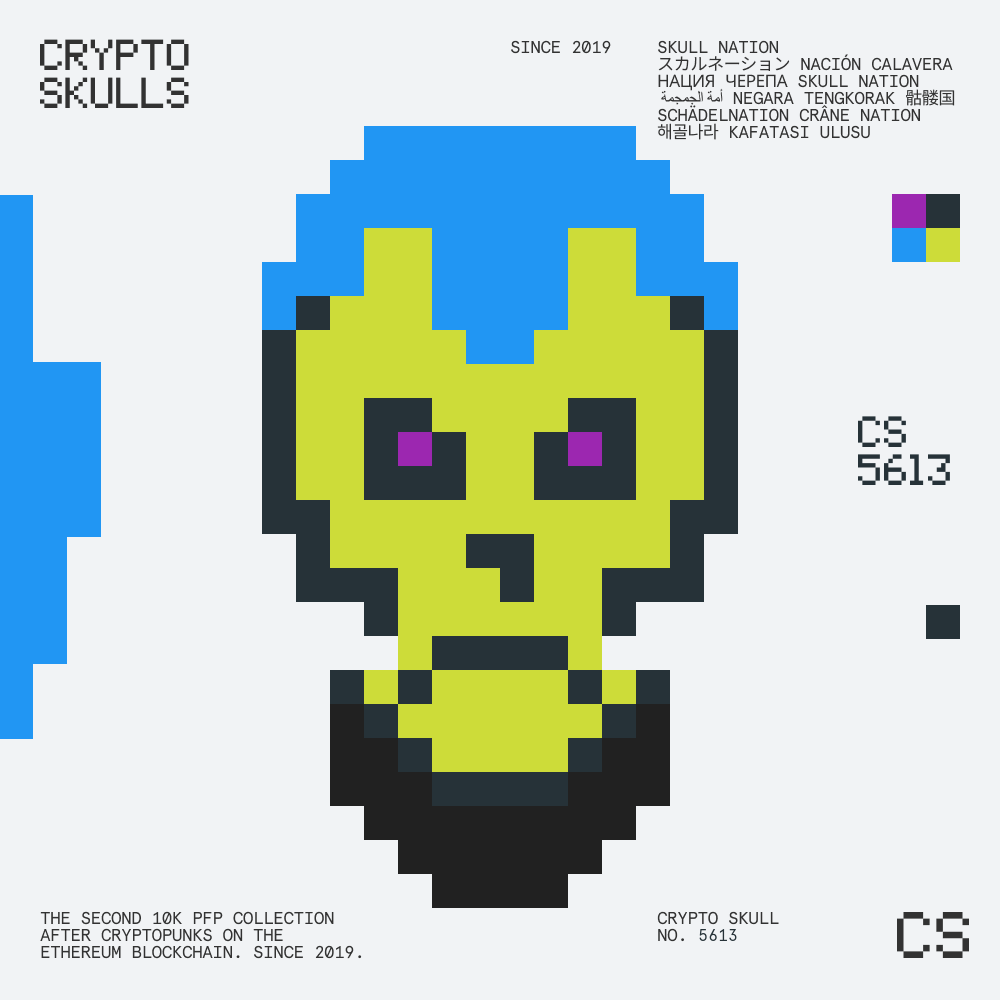 CRYPTO
SKULLS
SINCE 2019
SKULL NATION
スカルネーション NACIÓN CALAVERA
НАЦИЯ ЧЕРЕПА SKULL NATION
أمة الجمجمة NEGARA TENGKORAK 骷髅国
SCHÄDELNATION CRÂNE NATION
해골나라 KAFATASI ULUSU
CS
5613
THE SECOND 10K PFP COLLECTION
AFTER CRYPTOPUNKS ON THE
ETHEREUM BLOCKCHAIN. SINCE 2019.
CRYPTO SKULL
NO. 5613
CS